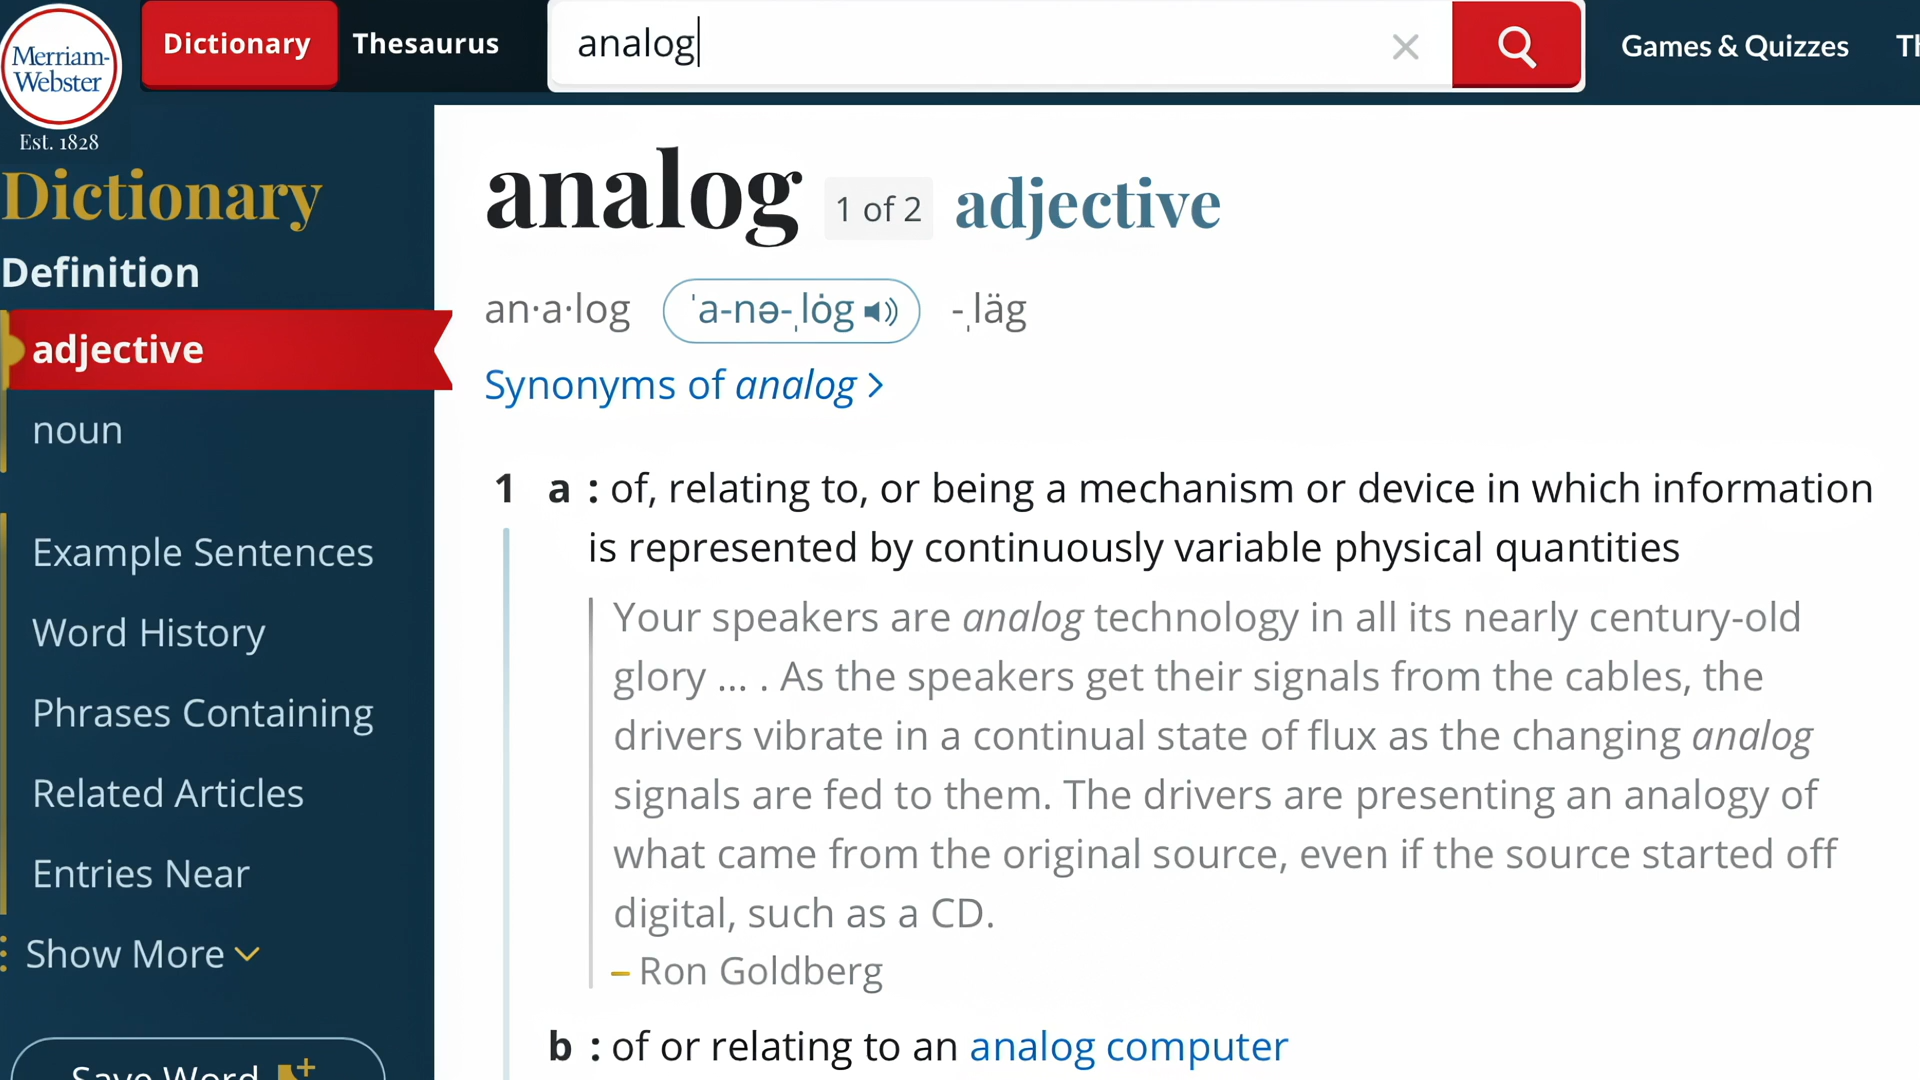 Merriam-
Webster
Est. 1828
Dictionary
Thesaurus
analog
Games & Quizzes
Dictionary
Definition
adjective
noun
Example Sentences
Word History
Phrases Containing
Related Articles
Entries Near
Show More
Save Word
analog 1 of 2 adjective
an·a·log ˈa-nə-ˌlȯg -ˌläg
Synonyms of analog >
1 a : of, relating to, or being a mechanism or device in which information
is represented by continuously variable physical quantities
Your speakers are analog technology in all its nearly century-old
glory … . As the speakers get their signals from the cables, the
drivers vibrate in a continual state of flux as the changing analog
signals are fed to them. The drivers are presenting an analogy of
what came from the original source, even if the source started off
digital, such as a CD.
– Ron Goldberg
b : of or relating to an analog computer